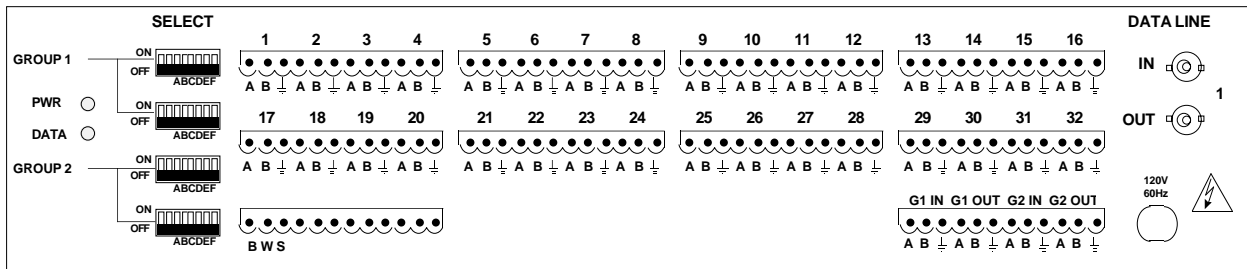 SELECT DATA LINE
GROUP 1 ON OFF ABCDEF
1 2 3 4 5 6 7 8 9 10 11 12 13 14 15 16
A B A B A B A B A B A B A B A B A B A B A B A B A B A B A B A B
IN
1
PWR ON OFF ABCDEF
OUT
DATA
17 18 19 20 21 22 23 24 25 26 27 28 29 30 31 32
A B A B A B A B A B A B A B A B A B A B A B A B A B A B A B A B
GROUP 2 ON OFF ABCDEF
120V
60Hz
ON OFF ABCDEF
B W S
G1 IN G1 OUT G2 IN G2 OUT
A B A B A B A B